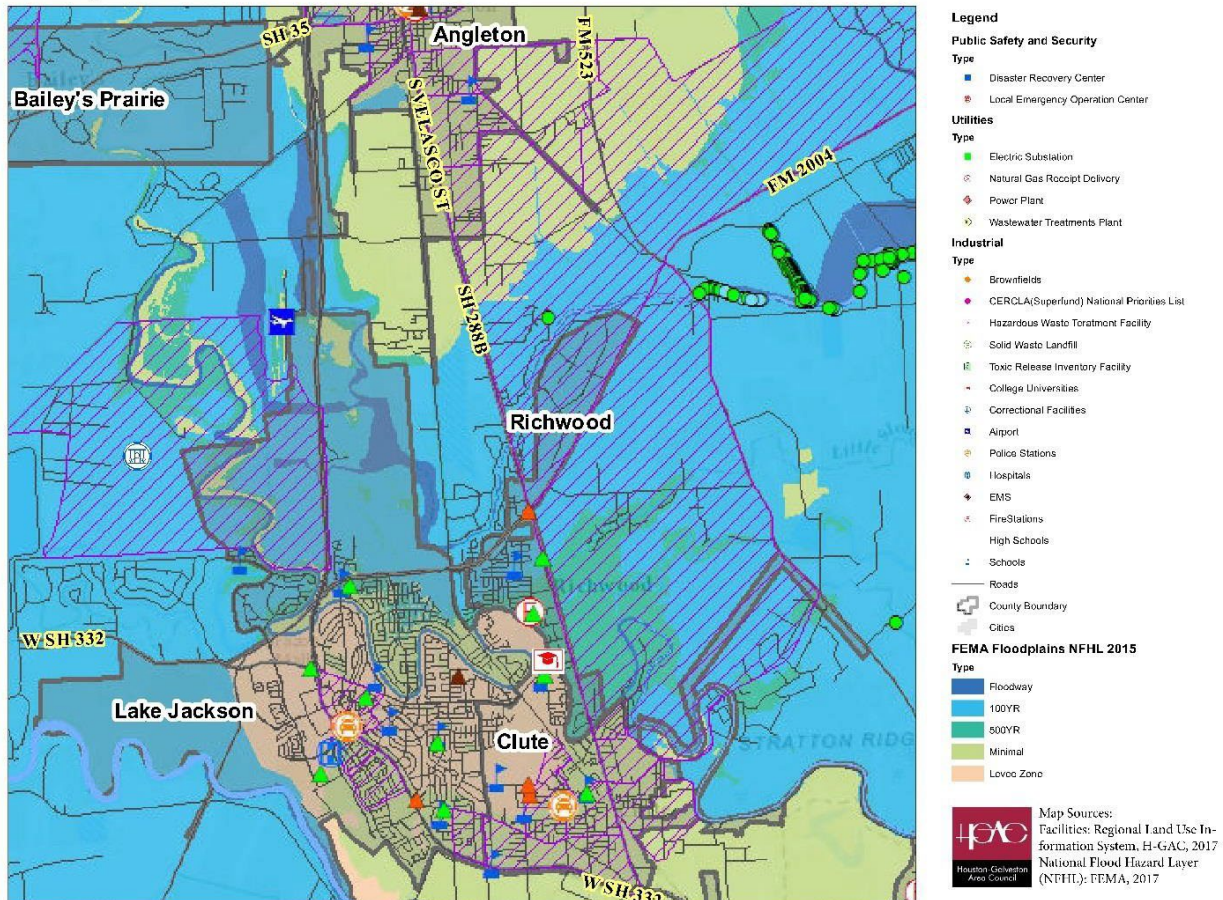 Angleton
SH 35
FM 523
Bailey's Prairie
S VELASCO ST
FM 2004
SH 288B
Richwood
Richwood
W SH 332
Lake Jackson
Clute
STRATTON RIDG
W SH 332
Legend
Public Safety and Security
Type
Disaster Recovery Center
Local Emergency Operation Center
Utilities
Type
Electric Substation
Natural Gas Receipt Delivery
Power Plant
Wastewater Treatments Plant
Industrial
Type
Brownfields
CERCLA(Superfund) National Priorities List
Hazardous Waste Teratment Facility
Solid Waste Landfill
Toxic Release Inventory Facility
College Universities
Correctional Facilities
Airport
Police Stations
Hospitals
EMS
FireStations
High Schools
Schools
Roads
County Boundary
Cities
FEMA Floodplains NFHL 2015
Type
Floodway
100YR
500YR
Minimal
Levee Zone
H-GAC
Houston-Galveston
Area Council
Map Sources:
Facilities: Regional Land Use In-
formation System, H-GAC, 2017
National Flood Hazard Layer
(NFHL): FEMA, 2017